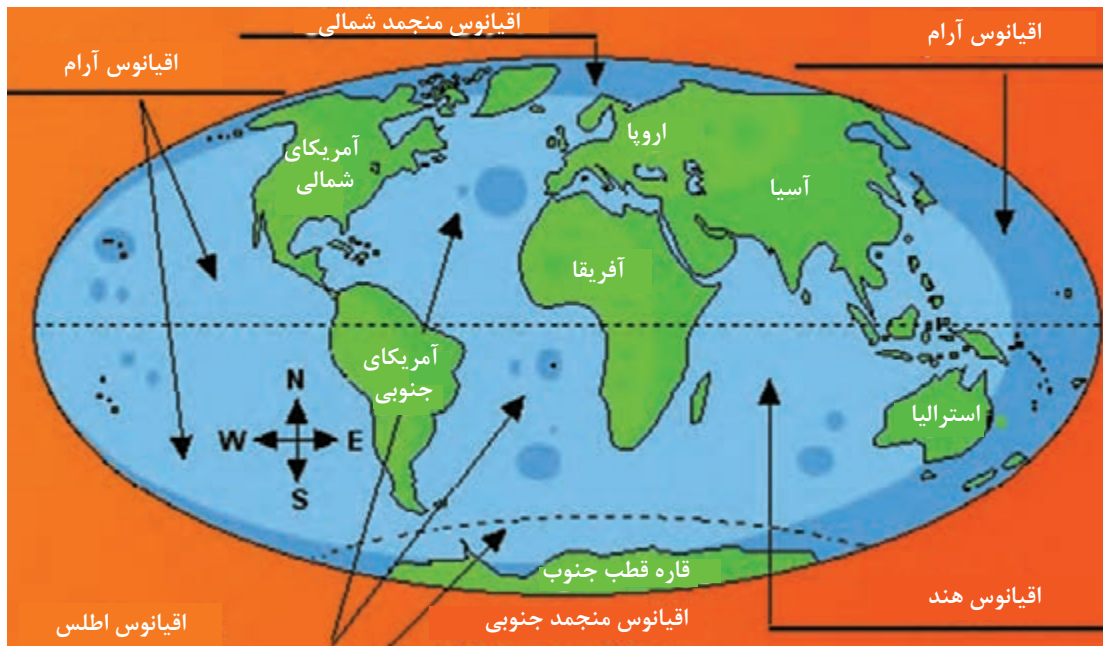 اقیانوس منجمد شمالی
اقیانوس آرام
اقیانوس آرام
آمریکای
شمالی
اروپا
آسیا
آفریقا
آمریکای
جنوبی
استرالیا
N
W E
S
قاره قطب جنوب
اقیانوس هند
اقیانوس منجمد جنوبی
اقیانوس اطلس